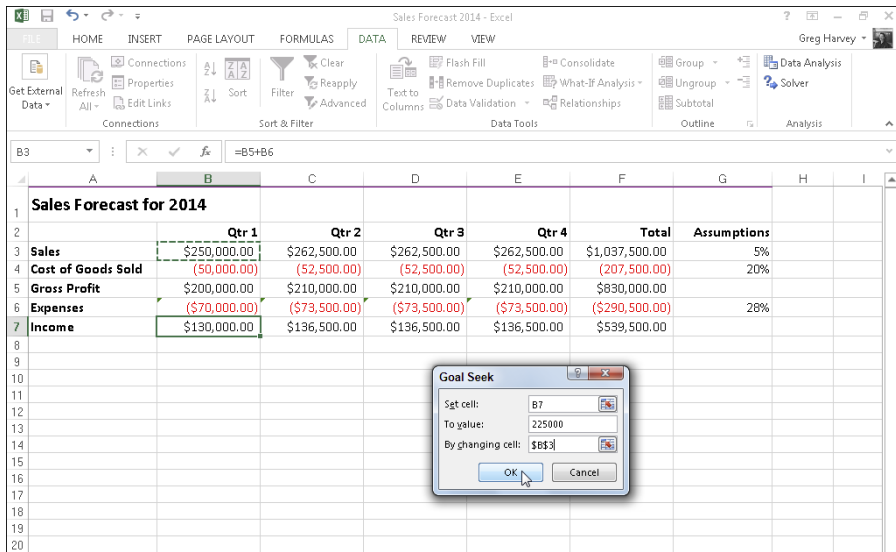 Sales Forecast 2014 - Excel
FILE HOME INSERT PAGE LAYOUT FORMULAS DATA REVIEW VIEW Greg Harvey
Get External Data
Refresh All
Connections
Properties
Edit Links
Connections
Sort
Filter
Clear
Reapply
Advanced
Sort & Filter
Text to Columns
Flash Fill
Remove Duplicates
Data Validation
Consolidate
What-If Analysis
Relationships
Data Tools
Group
Ungroup
Subtotal
Outline
Data Analysis
Solver
Analysis
B3 fx =B5+B6
A B C D E F G H I
1 Sales Forecast for 2014
2 Qtr 1 Qtr 2 Qtr 3 Qtr 4 Total Assumptions
3 Sales $250,000.00 $262,500.00 $262,500.00 $262,500.00 $1,037,500.00 5%
4 Cost of Goods Sold (50,000.00) (52,500.00) (52,500.00) (52,500.00) (207,500.00) 20%
5 Gross Profit $200,000.00 $210,000.00 $210,000.00 $210,000.00 $830,000.00
6 Expenses ($70,000.00) ($73,500.00) ($73,500.00) ($73,500.00) ($290,500.00) 28%
7 Income $130,000.00 $136,500.00 $136,500.00 $136,500.00 $539,500.00
8
9
10
11
12
13
14
15
16
17
18
19
20
Goal Seek
Set cell: B7
To value: 225000
By changing cell: $B$3
OK Cancel